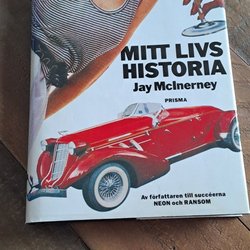 MITT LIVS
HISTORIA
Jay McInerney
PRISMA
Av författaren till succéerna
NEON och RANSOM